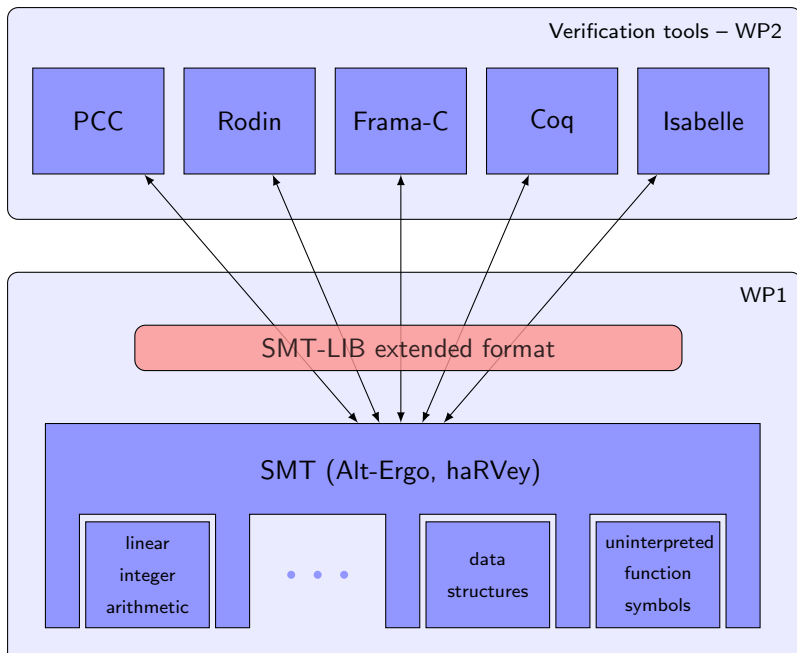 Verification tools – WP2
PCC
Rodin
Frama-C
Coq
Isabelle
WP1
SMT-LIB extended format
SMT (Alt-Ergo, haRVey)
linear
integer
arithmetic
data
structures
uninterpreted
function
symbols